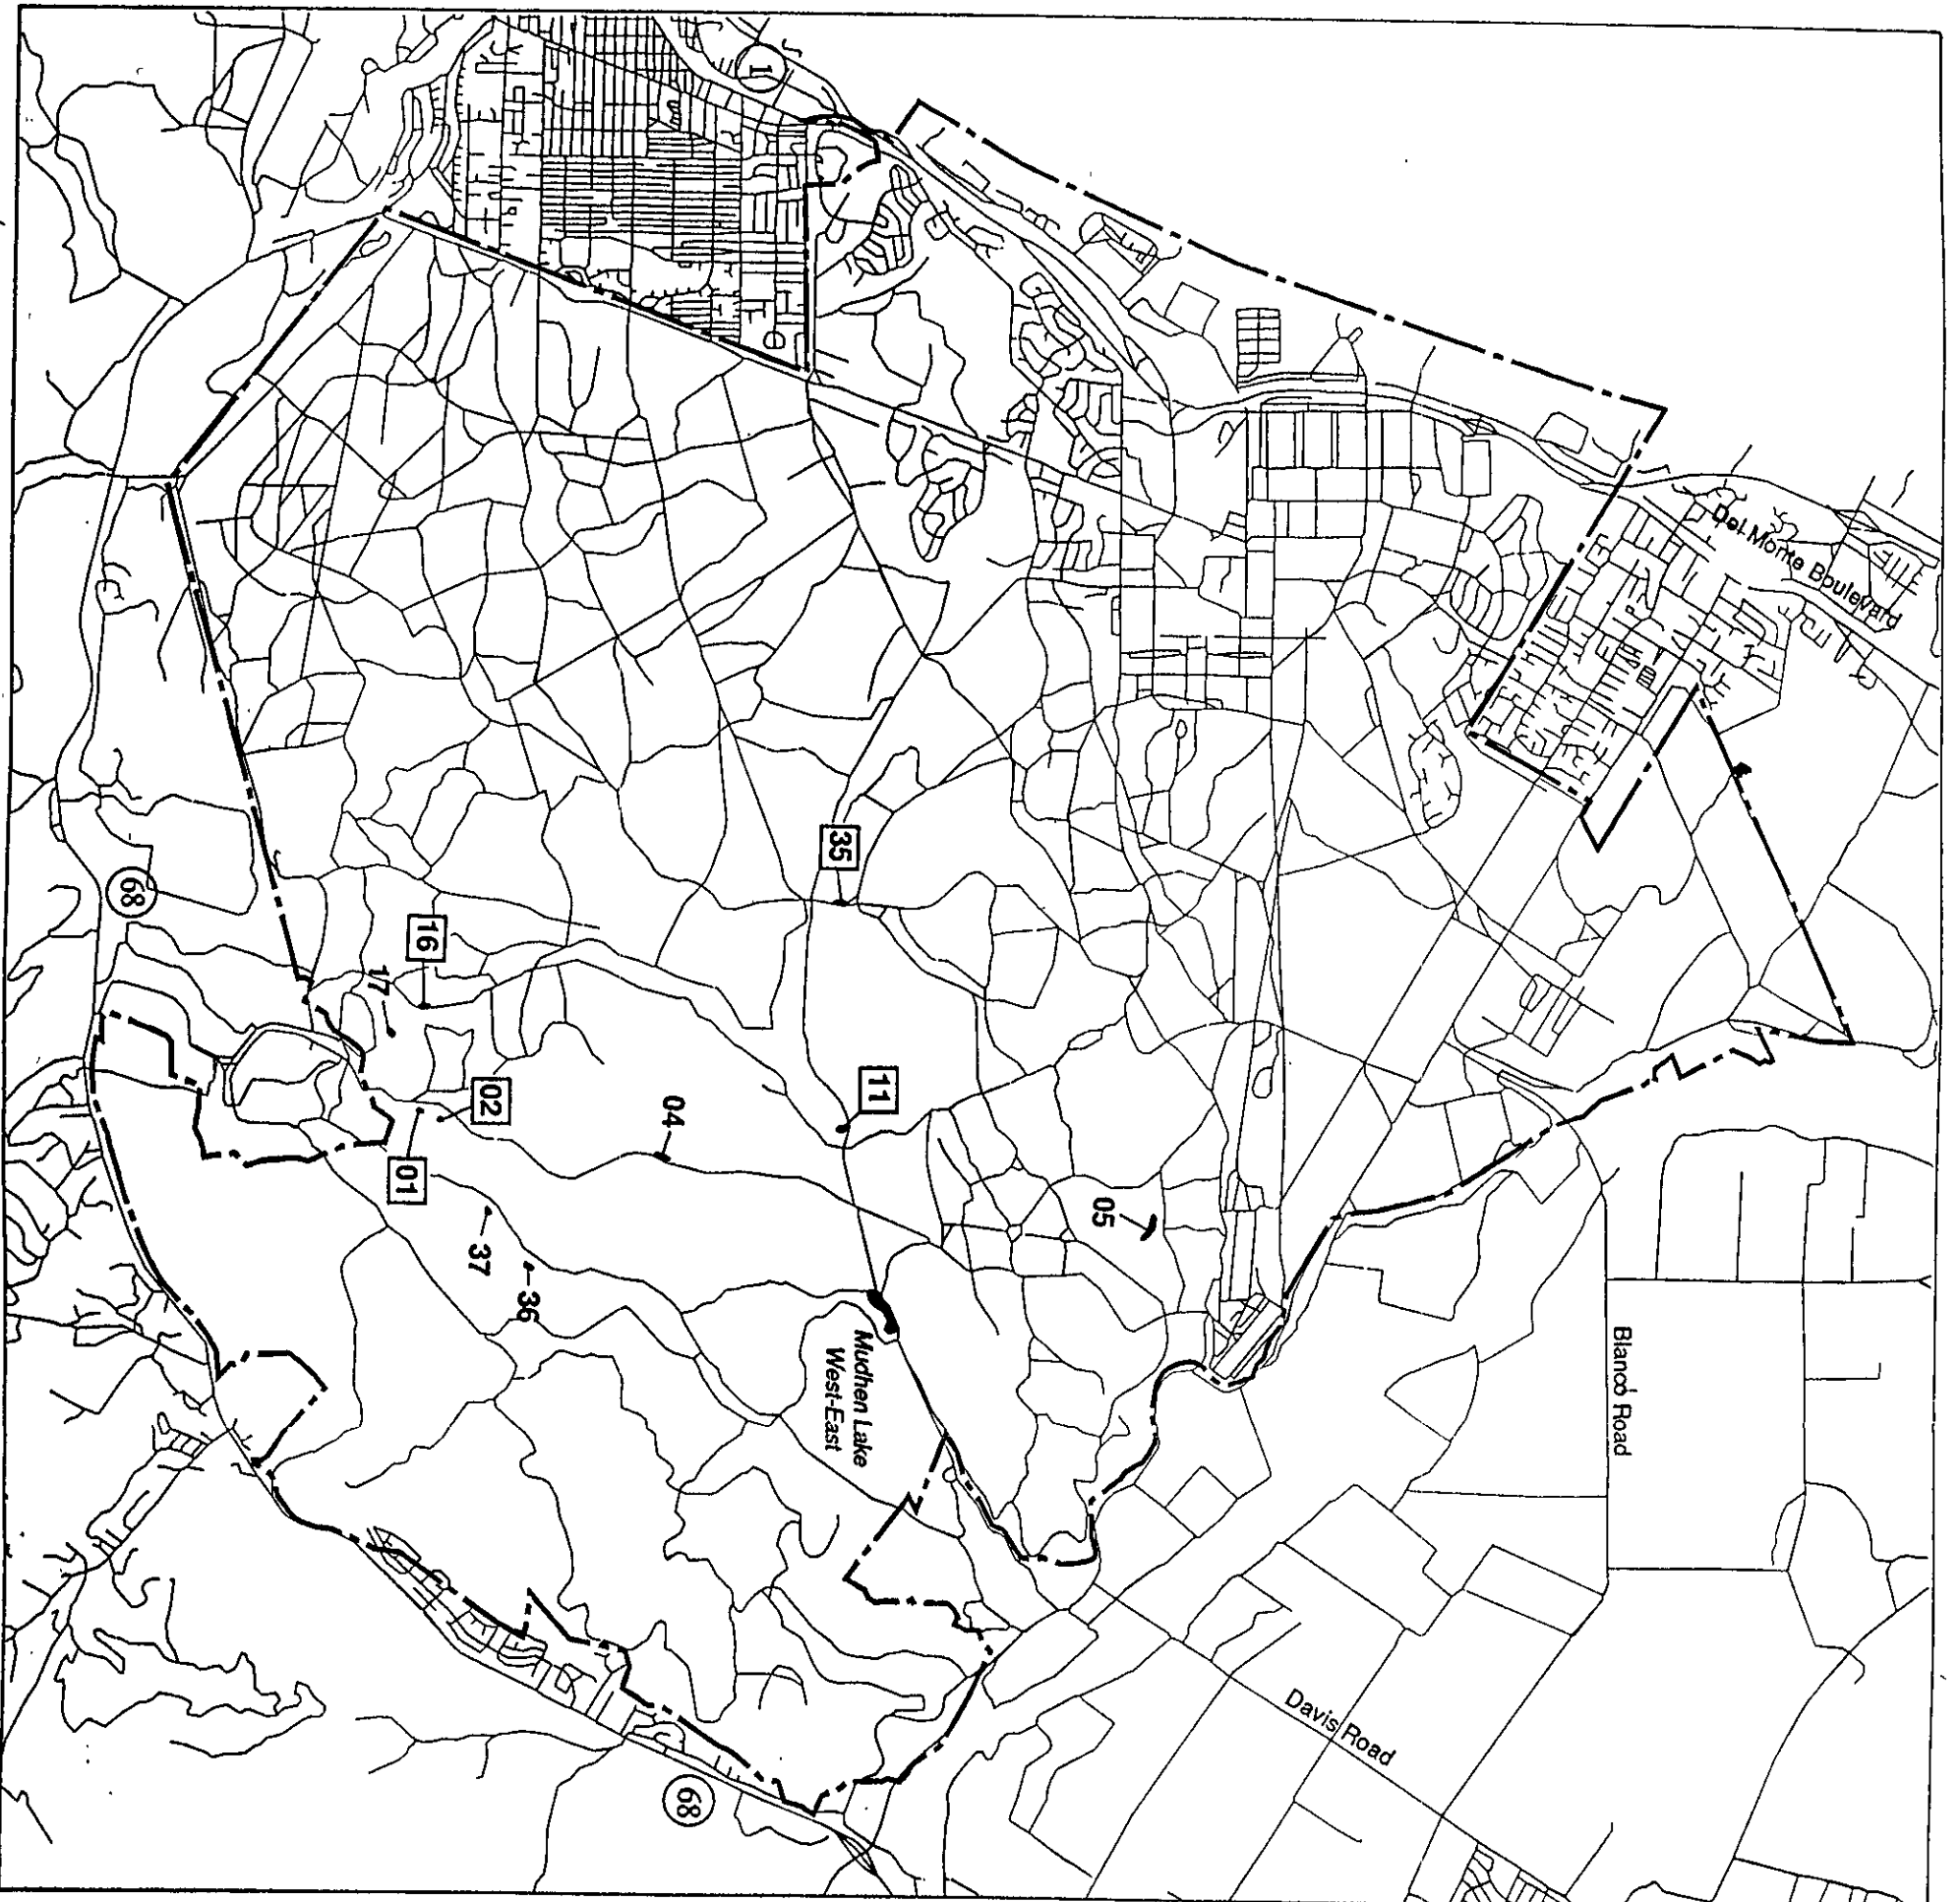 1
Del Monte Boulevard
35
68
16
17
02
11
04
01
05
37
36
Mudhen Lake
West-East
Blanco Road
Davis Road
68